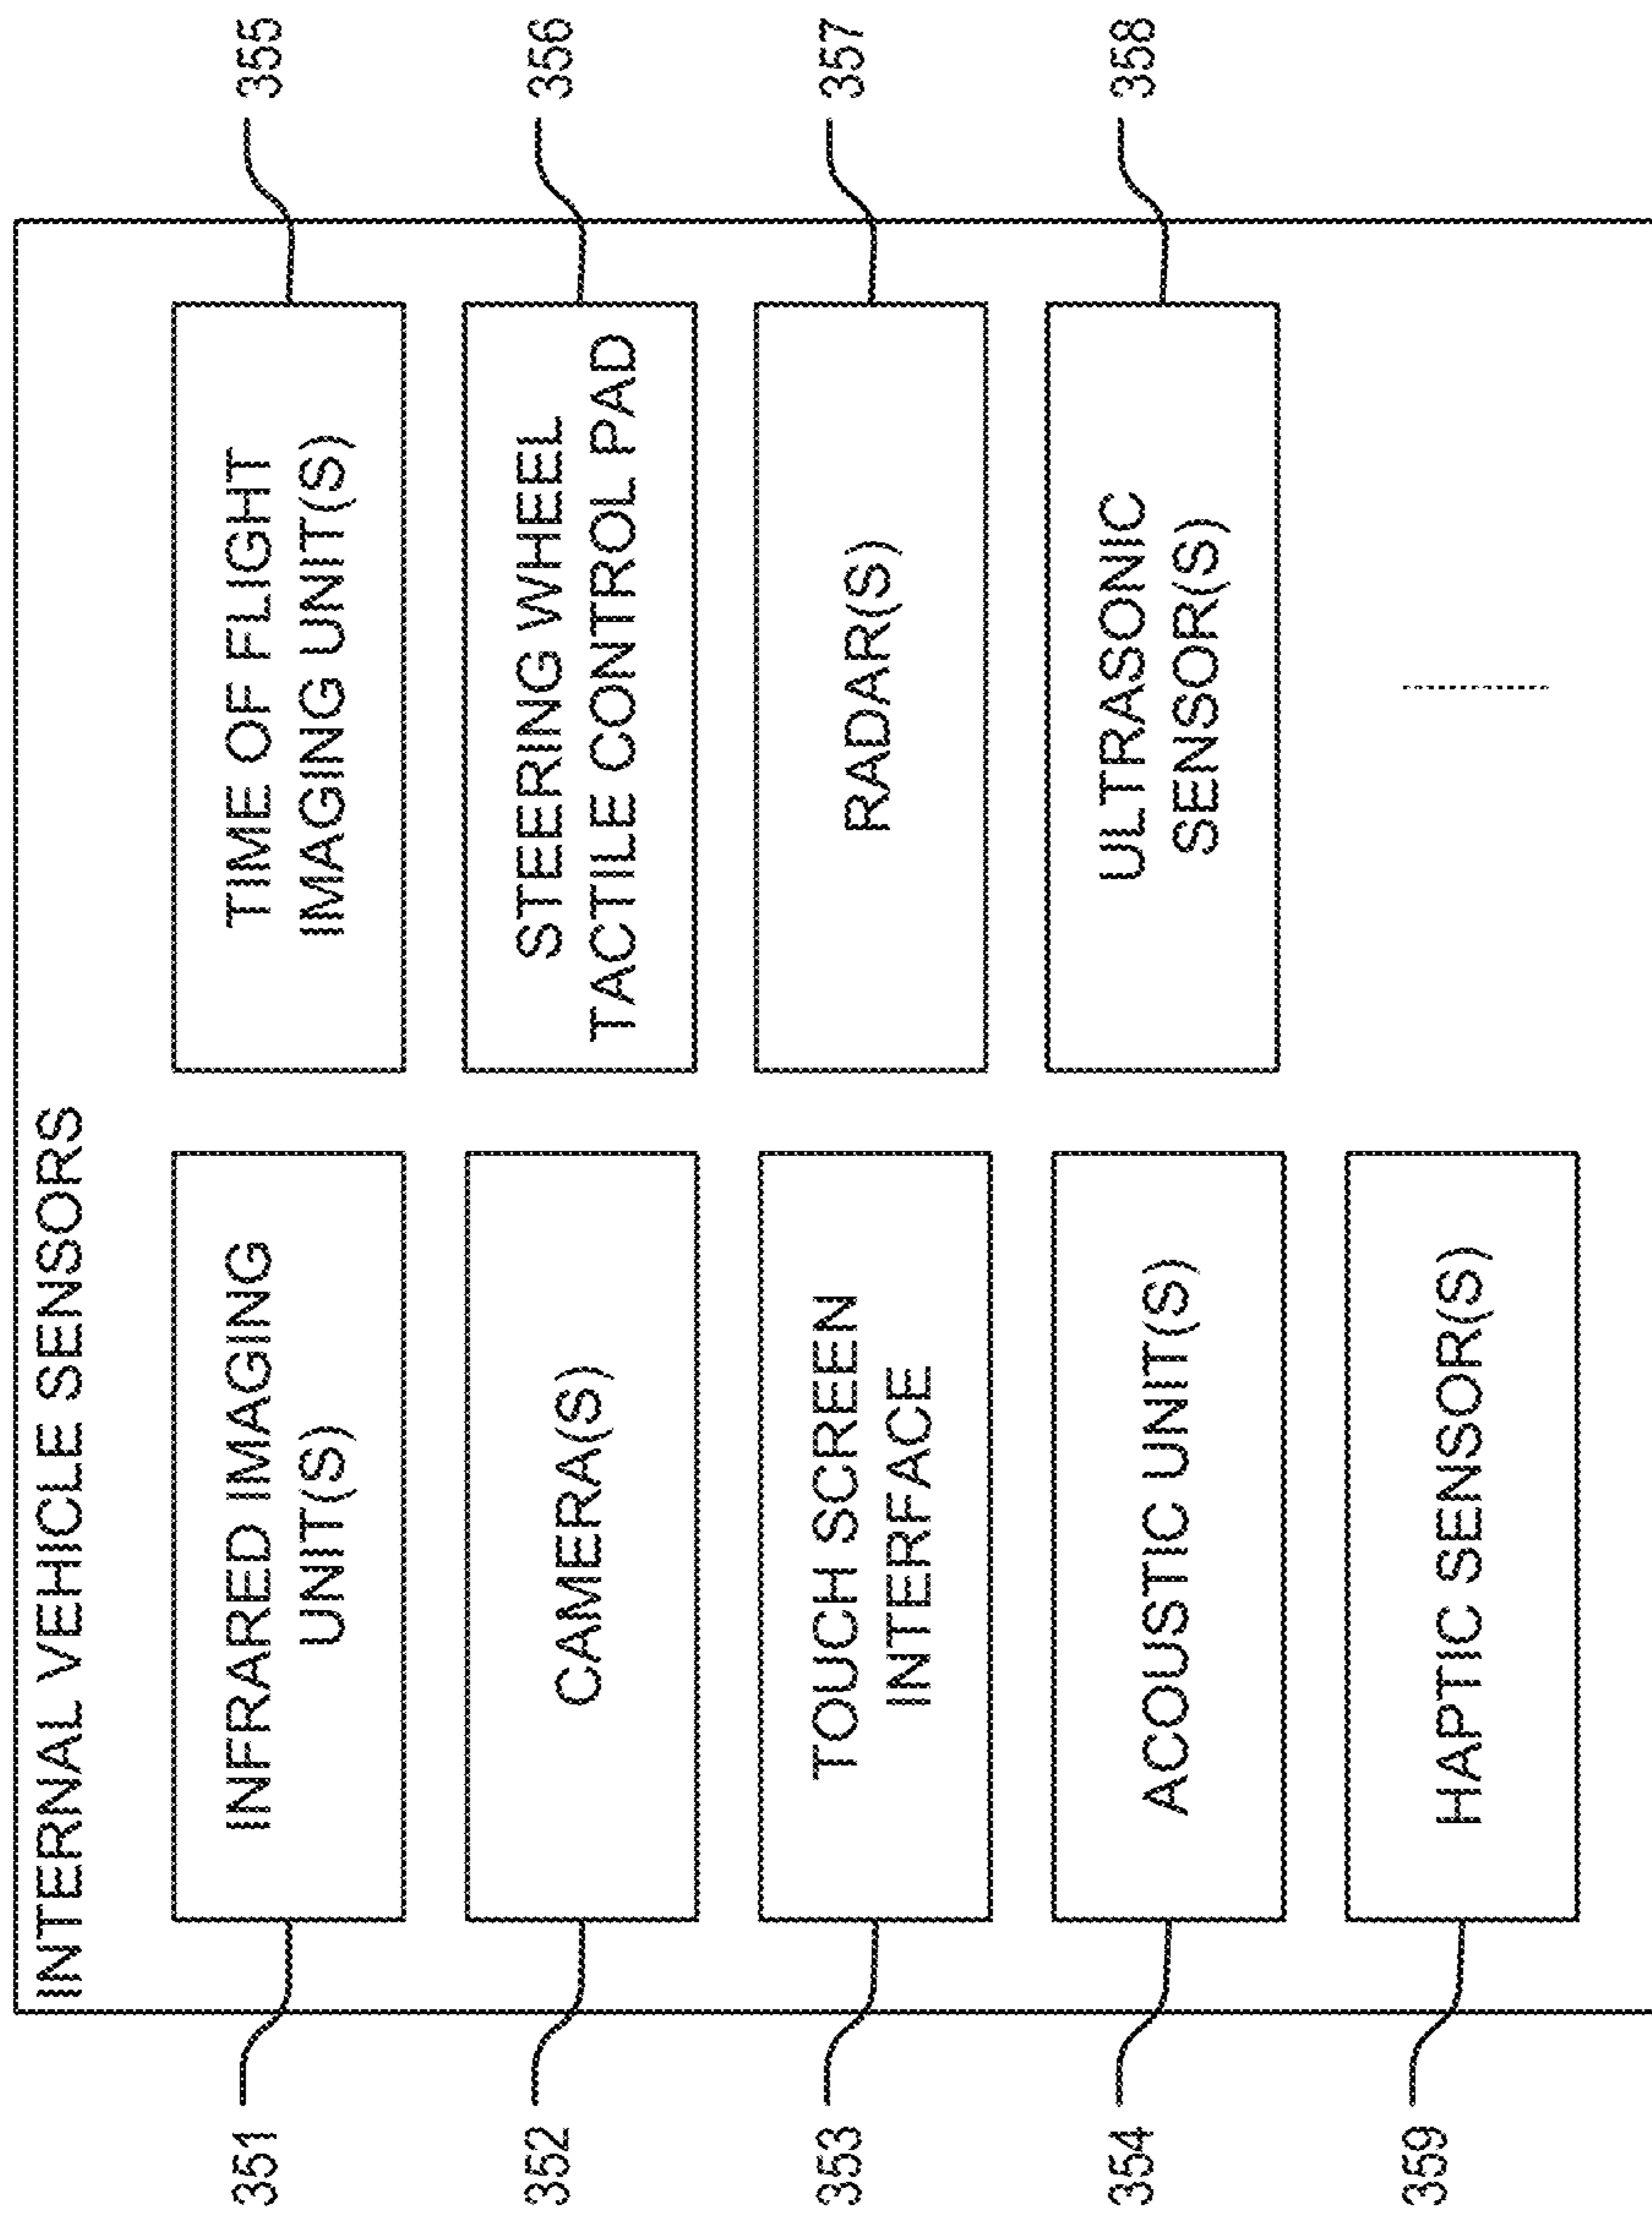 INTERNAL VEHICLE SENSORS
351
INFRARED IMAGING
UNIT(S)
TIME OF FLIGHT
IMAGING UNIT(S)
355
352
CAMERA(S)
STEERING WHEEL
TACTILE CONTROL PAD
356
353
TOUCH SCREEN
INTERFACE
RADAR(S)
357
354
ACOUSTIC UNIT(S)
ULTRASONIC
SENSOR(S)
358
359
HAPTIC SENSOR(S)